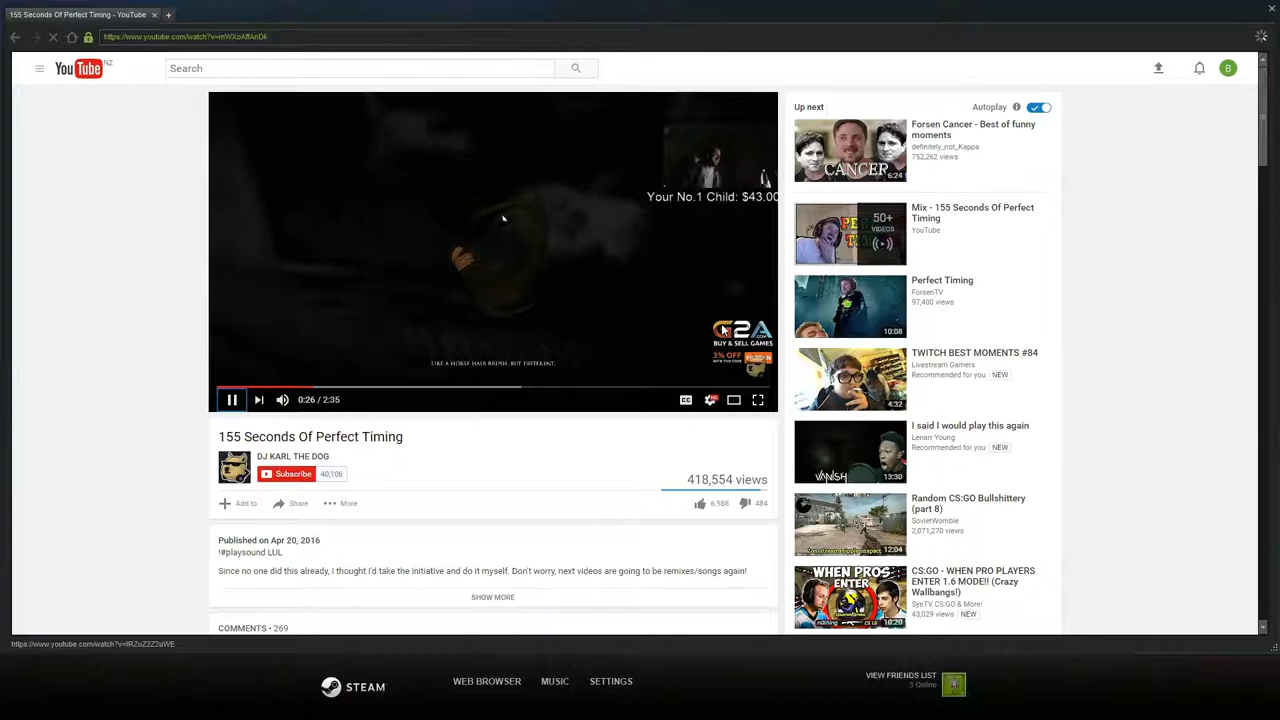 155 Seconds Of Perfect Timing - YouTube
https://www.youtube.com/watch?v=mWXoAffAnDk
YouTube NZ
Search
Your No.1 Child: $43.00
LIKE A HORSE HAIR BRUSH. BUT DIFFERENT.
G2A
BUY & SELL GAMES
3% OFF
WITH THIS CODE
FORSEN
0:26 / 2:35
CC
HD
155 Seconds Of Perfect Timing
DJ KARL THE DOG
Subscribe 40,106
418,554 views
Add to Share More
6,988 484
Published on Apr 20, 2016
!#playsound LUL
Since no one did this already, I thought I'd take the initiative and do it myself. Don't worry, next videos are going to be remixes/songs again!
SHOW MORE
COMMENTS • 269
Up next
Autoplay
B
CANCER
6:24
Forsen Cancer - Best of funny
moments
definitely_not_Kappa
752,262 views
50+
VIDEOS
Mix - 155 Seconds Of Perfect
Timing
YouTube
10:08
Perfect Timing
ForsenTV
97,400 views
4:32
TWITCH BEST MOMENTS #84
Livestream Gamers
Recommended for you NEW
VANISH
13:30
I said I would play this again
Lenarr Young
Recommended for you NEW
12:04
Random CS:GO Bullshittery
(part 8)
SovietWomble
2,071,270 views
WHEN PROS
ENTER
10:20
CS:GO - WHEN PRO PLAYERS
ENTER 1.6 MODE!! (Crazy
Wallbangs!)
SynTV CS:GO & More!
43,029 views NEW
STEAM
WEB BROWSER MUSIC SETTINGS
VIEW FRIENDS LIST
3 Online